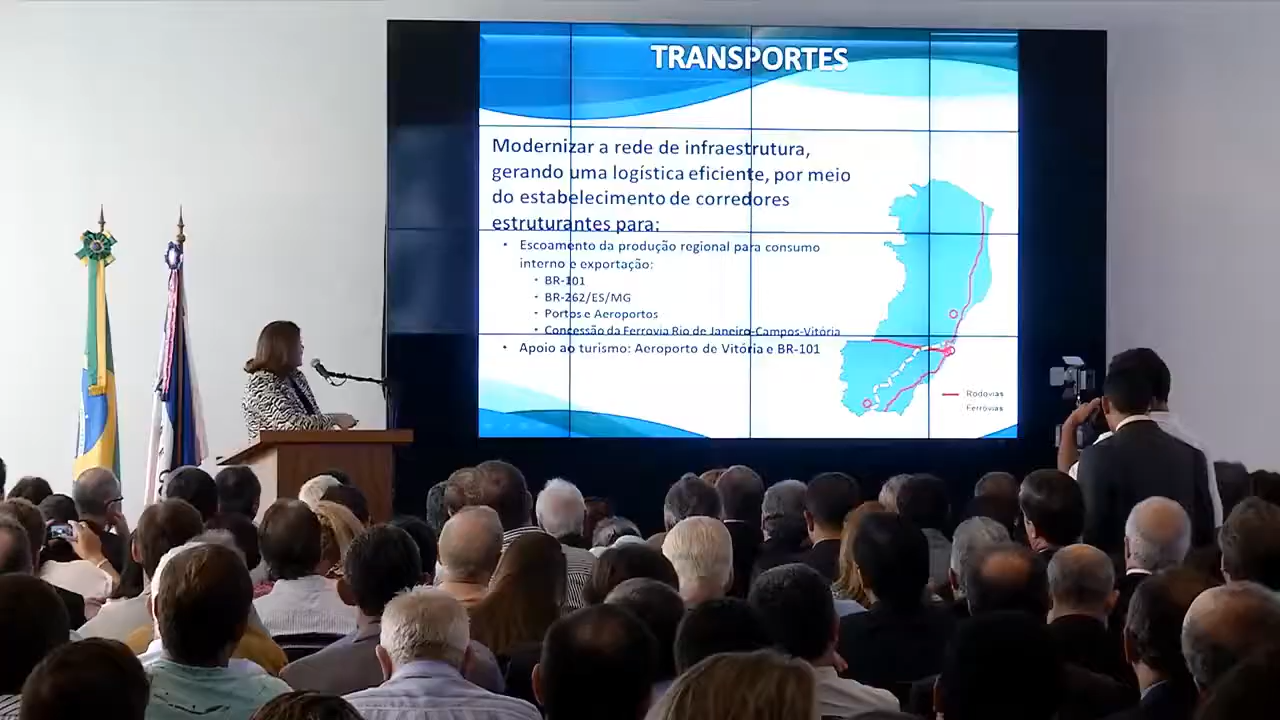 TRANSPORTES
Modernizar a rede de infraestrutura,
gerando uma logística eficiente, por meio
do estabelecimento de corredores
estruturantes para:
• Escoamento da produção regional para consumo
interno e exportação:
- BR-101
- BR-262/ES/MG
- Portos e Aeroportos
- Concessão da Ferrovia Rio de Janeiro-Campos-Vitória
• Apoio ao turismo: Aeroporto de Vitória e BR-101
Rodovias
Ferrovias